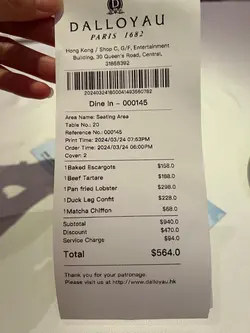 DALLOYAU
PARIS 1682
Hong Kong / Shop C, G/F, Entertainment
Building, 30 Queen's Road, Central,
31868392
Dine In - 000145
Area Name: Seating Area
Table No.: 20
Reference No.: 000145
Print Time: 2024/03/24 07:53PM
Order Time: 2024/03/24 06:00PM
Cover: 2
1 Baked Escargots $158.0
1 Beef Tartare $188.0
1 Pan fried Lobster $298.0
1 Duck Leg Confit $228.0
1 Matcha Chiffon $68.0
Subtotal $940.0
Discount $470.0
Service Charge $94.0
Total $564.0
Thank you for your patronage.
Please visit us at http://www.dalloyau.hk